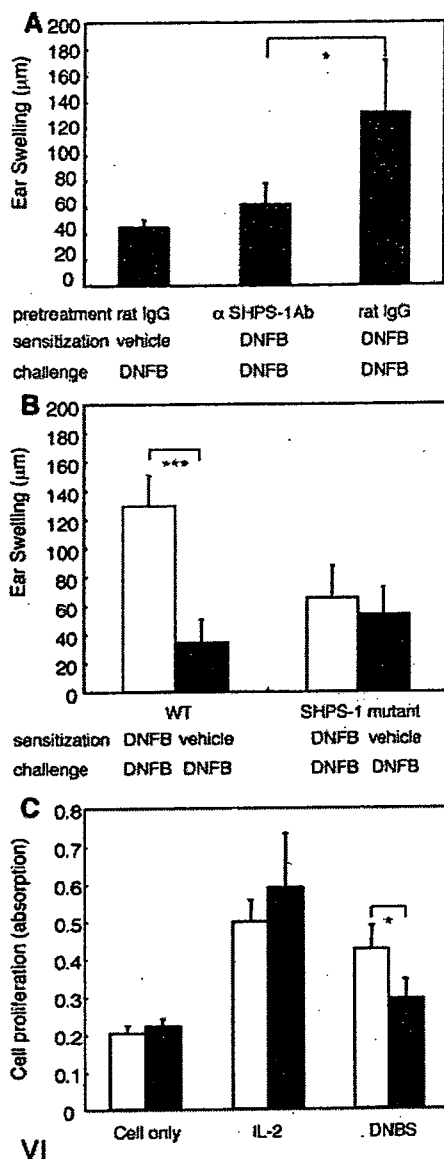 A
200
180
160
140
120
100
80
60
40
20
0
Ear Swelling (µm)
*
pretreatment rat IgG α SHPS-1Ab rat IgG
sensitization vehicle DNFB DNFB
challenge DNFB DNFB DNFB
B
200
180
160
140
120
100
80
60
40
20
0
Ear Swelling (µm)
***
WT SHPS-1 mutant
sensitization DNFB vehicle DNFB vehicle
challenge DNFB DNFB DNFB DNFB
C
0.8
0.7
0.6
0.5
0.4
0.3
0.2
0.1
0
Cell proliferation (absorption)
*
Cell only IL-2 DNBS
VI